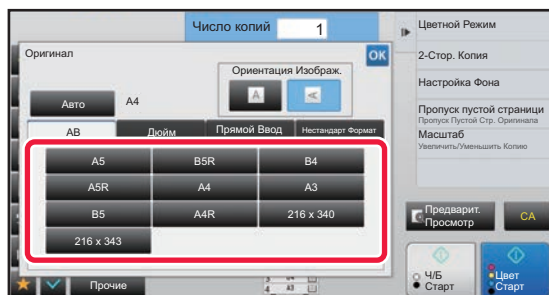 Число копий
1
Оригинал
OK
Ориентация Изображ.
A
A
Авто
A4
AB
Дюйм
Прямой Ввод
Нестандарт Формат
A5
B5R
B4
A5R
A4
A3
B5
A4R
216 x 340
216 x 343
Прочие
Цветной Режим
2-Стор. Копия
Настройка Фона
Пропуск пустой страници
Пропуск Пустой Стр. Оригинала
Масштаб
Увеличить/Уменьшить Копию
Предварит.
Просмотр
CA
Ч/Б
Старт
Цвет
Старт